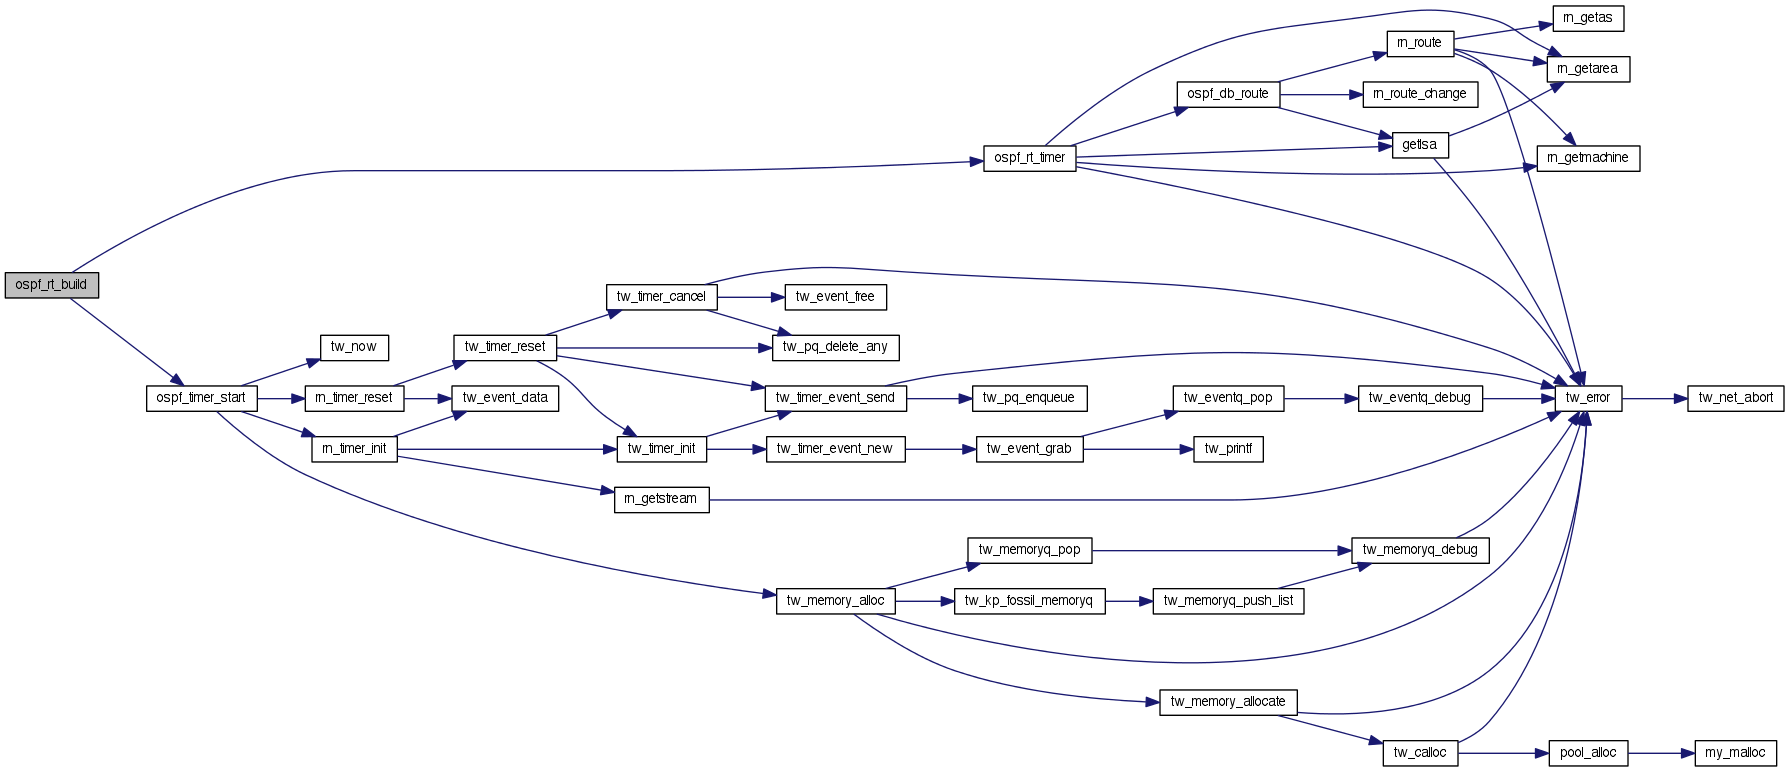 rn_getas
rn_route
rn_getarea
ospf_db_route
rn_route_change
getlsa
ospf_rt_timer
rn_getmachine
ospf_rt_build
tw_timer_cancel
tw_event_free
tw_now
tw_timer_reset
tw_pq_delete_any
ospf_timer_start
rn_timer_reset
tw_event_data
tw_timer_event_send
tw_pq_enqueue
tw_eventq_pop
tw_eventq_debug
tw_error
tw_net_abort
rn_timer_init
tw_timer_init
tw_timer_event_new
tw_event_grab
tw_printf
rn_getstream
tw_memoryq_pop
tw_memoryq_debug
tw_memory_alloc
tw_kp_fossil_memoryq
tw_memoryq_push_list
tw_memory_allocate
tw_calloc
pool_alloc
my_malloc